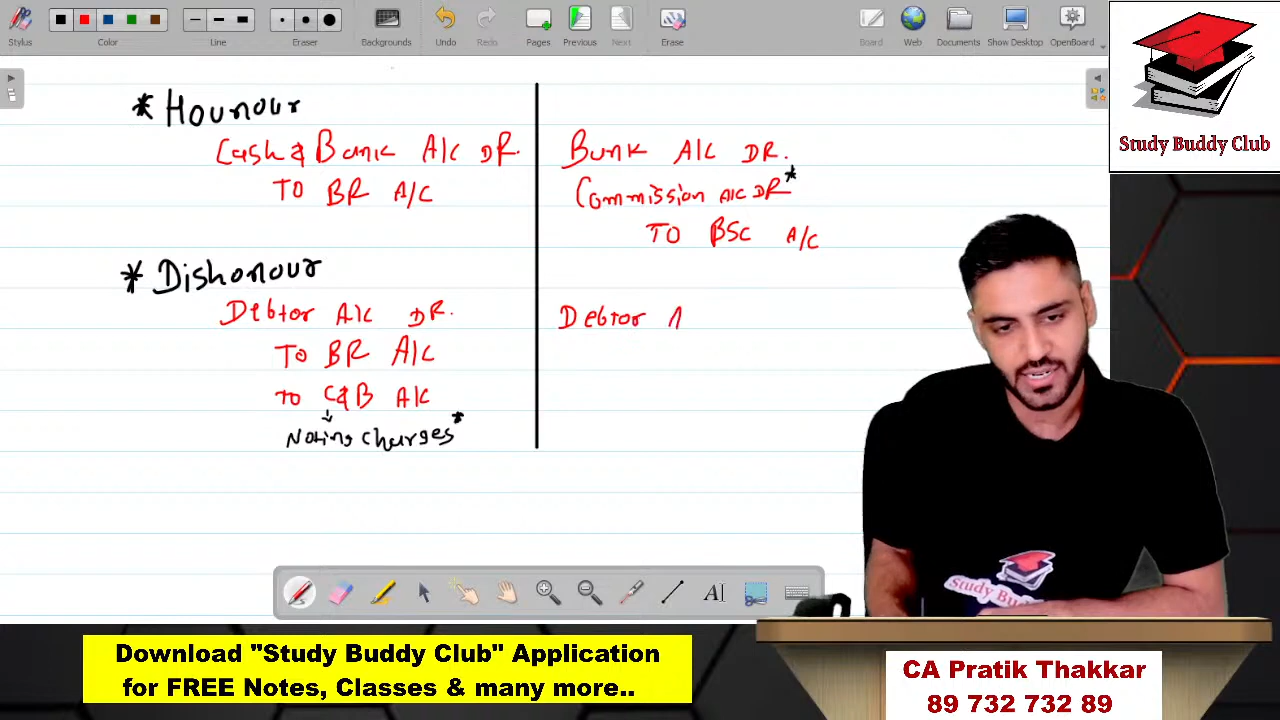 Stylus
Color
Line
Eraser
Backgrounds
Undo
Redo
Pages
Previous
Next
Erase
Board
Web
Documents
Show Desktop
OpenBoard
Study Buddy Club
* Hounour
Cash & Bank A/C DR.
TO BR A/C
* Dishonour
Debtor A/C DR.
To BR A/C
to C&B A/C
Noting Charges*
Bank A/C DR.
Commission A/C DR*
TO BSC A/C
Debtor A
Study Buddy
Download "Study Buddy Club" Application
for FREE Notes, Classes & many more..
CA Pratik Thakkar
89 732 732 89